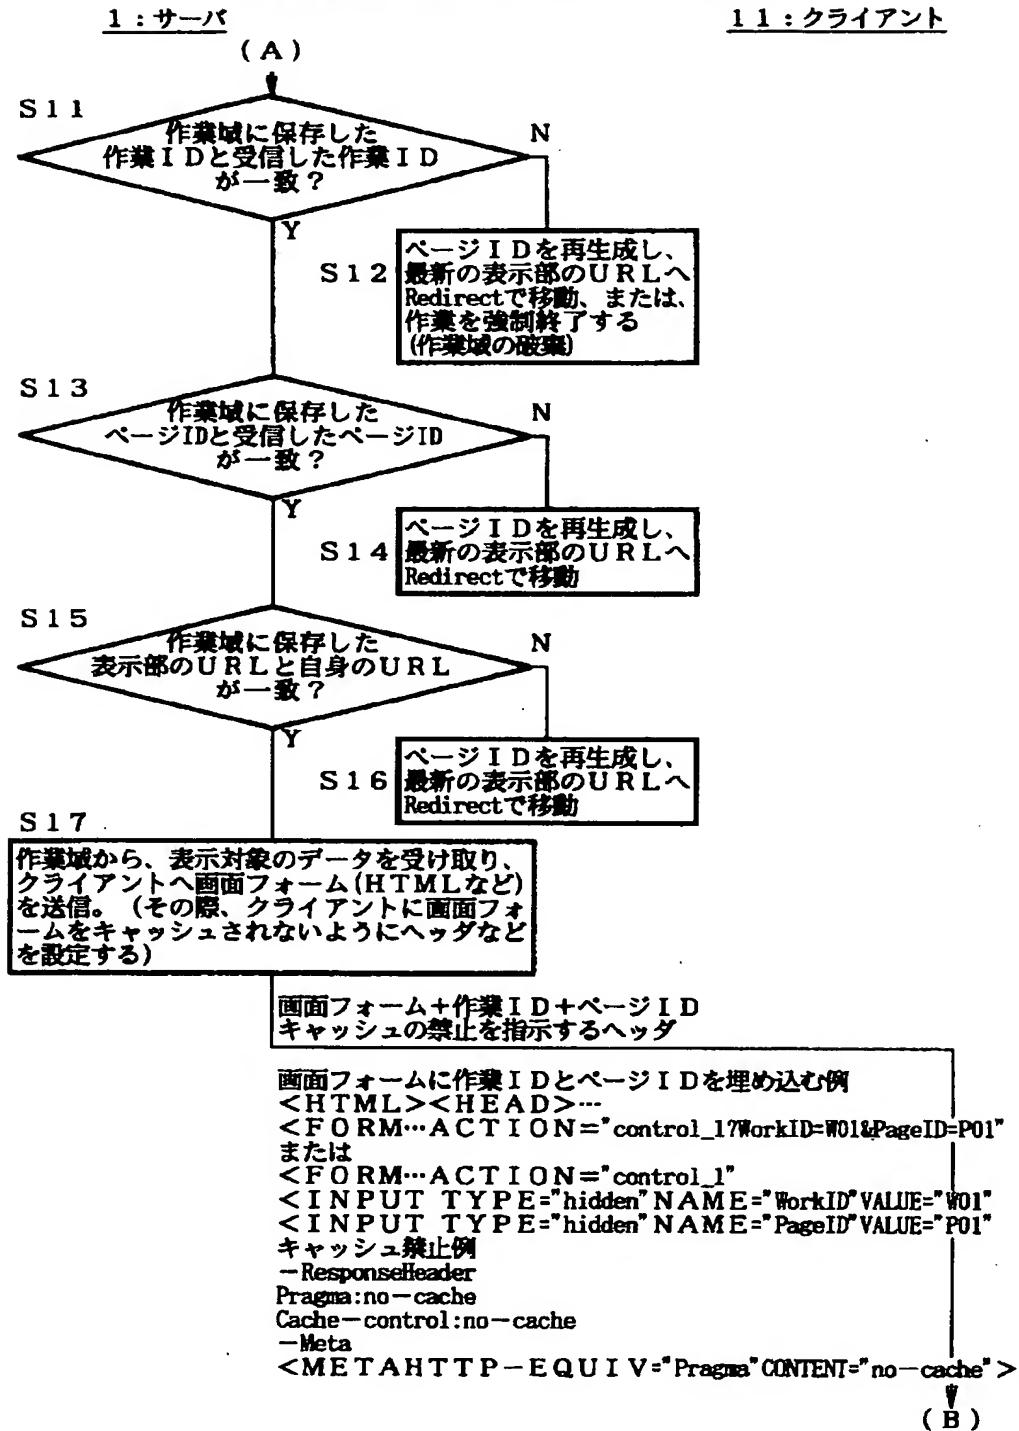 1：サーバ
11：クライアント
(A)
S11
作業域に保存した
作業IDと受信した作業ID
が一致？
N
Y
S12
ページIDを再生成し、
最新の表示部のURLへ
Redirectで移動、または、
作業を強制終了する
(作業域の破棄)
S13
作業域に保存した
ページIDと受信したページID
が一致？
N
Y
S14
ページIDを再生成し、
最新の表示部のURLへ
Redirectで移動
S15
作業域に保存した
表示部のURLと自身のURL
が一致？
N
Y
S16
ページIDを再生成し、
最新の表示部のURLへ
Redirectで移動
S17
作業域から、表示対象のデータを受け取り、
クライアントへ画面フォーム(HTMLなど)
を送信。(その際、クライアントに画面フォ
ームをキャッシュされないようにヘッダなど
を設定する)
画面フォーム＋作業ID＋ページID
キャッシュの禁止を指示するヘッダ
画面フォームに作業IDとページIDを埋め込む例
<HTML><HEAD>…
<FORM…ACTION="control_1?WorkID=W01&PageID=P01"
または
<FORM…ACTION="control_1"
<INPUT TYPE="hidden"NAME="WorkID"VALUE="W01"
<INPUT TYPE="hidden"NAME="PageID"VALUE="P01"
キャッシュ禁止例
－ResponseHeader
Pragma:no－cache
Cache－control:no－cache
－Meta
<METAHTTP－EQUIV="Pragma"CONTENT="no－cache">
(B)